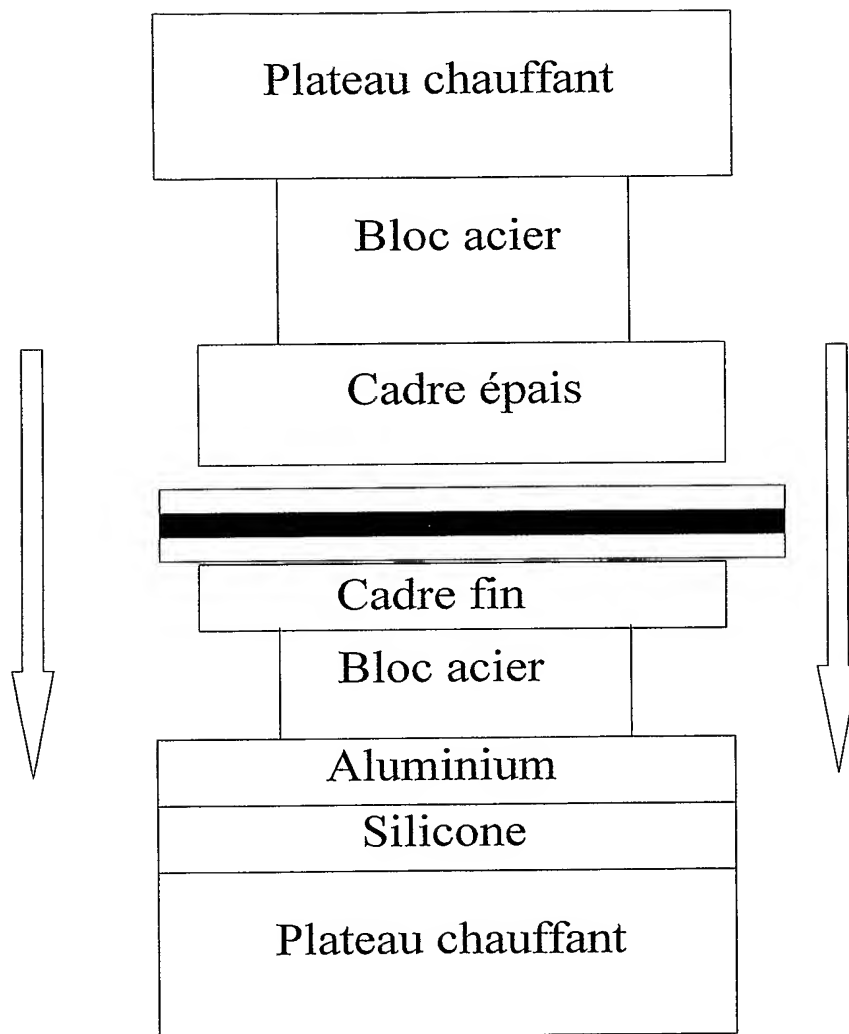 Plateau chauffant
Bloc acier
Cadre épais
Cadre fin
Bloc acier
Aluminium
Silicone
Plateau chauffant